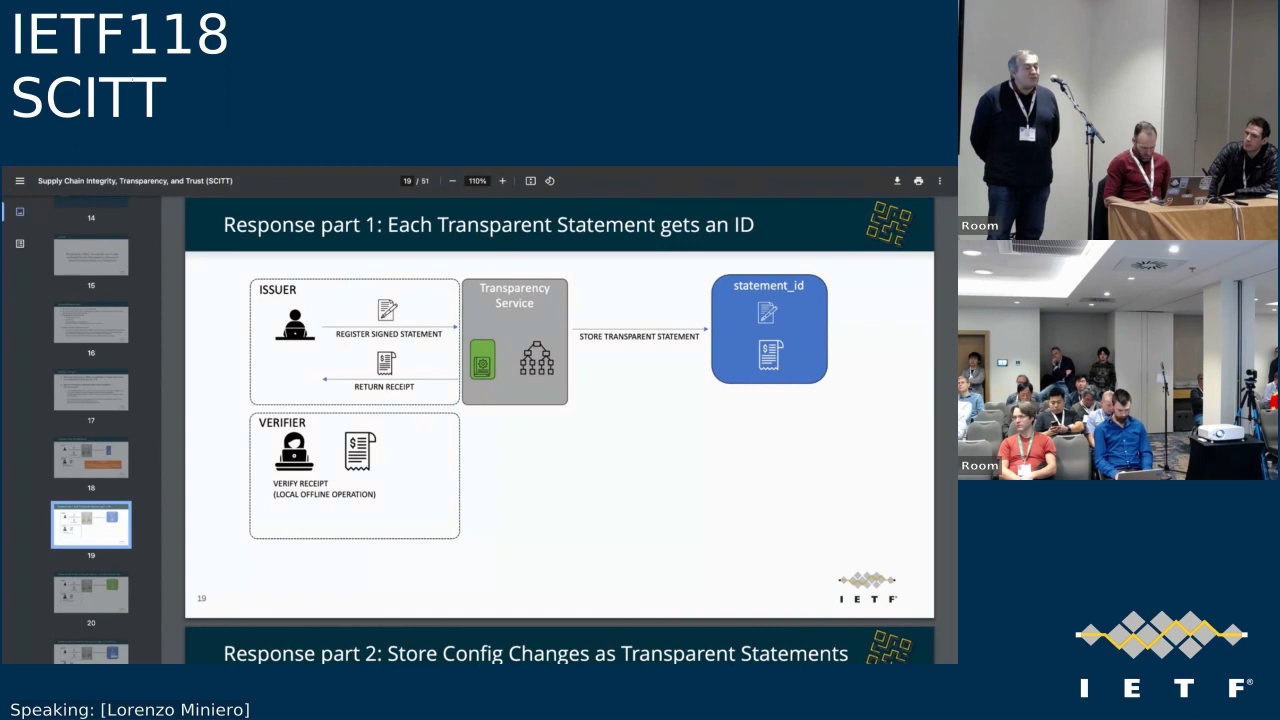 IETF118
SCITT
Supply Chain Integrity, Transparency, and Trust (SCITT)
19 / 51
110%
14
15
16
17
18
19
20
Response part 1: Each Transparent Statement gets an ID
ISSUER
REGISTER SIGNED STATEMENT
RETURN RECEIPT
Transparency
Service
STORE TRANSPARENT STATEMENT
statement_id
VERIFIER
VERIFY RECEIPT
(LOCAL OFFLINE OPERATION)
19
I E T F
Response part 2: Store Config Changes as Transparent Statements
Room
Room
I E T F®
Speaking: [Lorenzo Miniero]